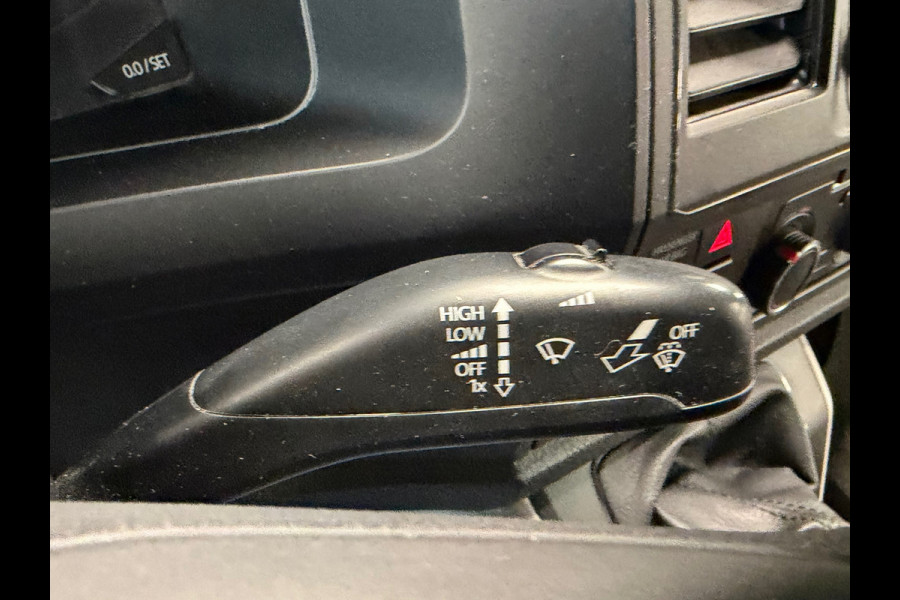 0.0 / SET
HIGH
LOW
OFF
1x
OFF